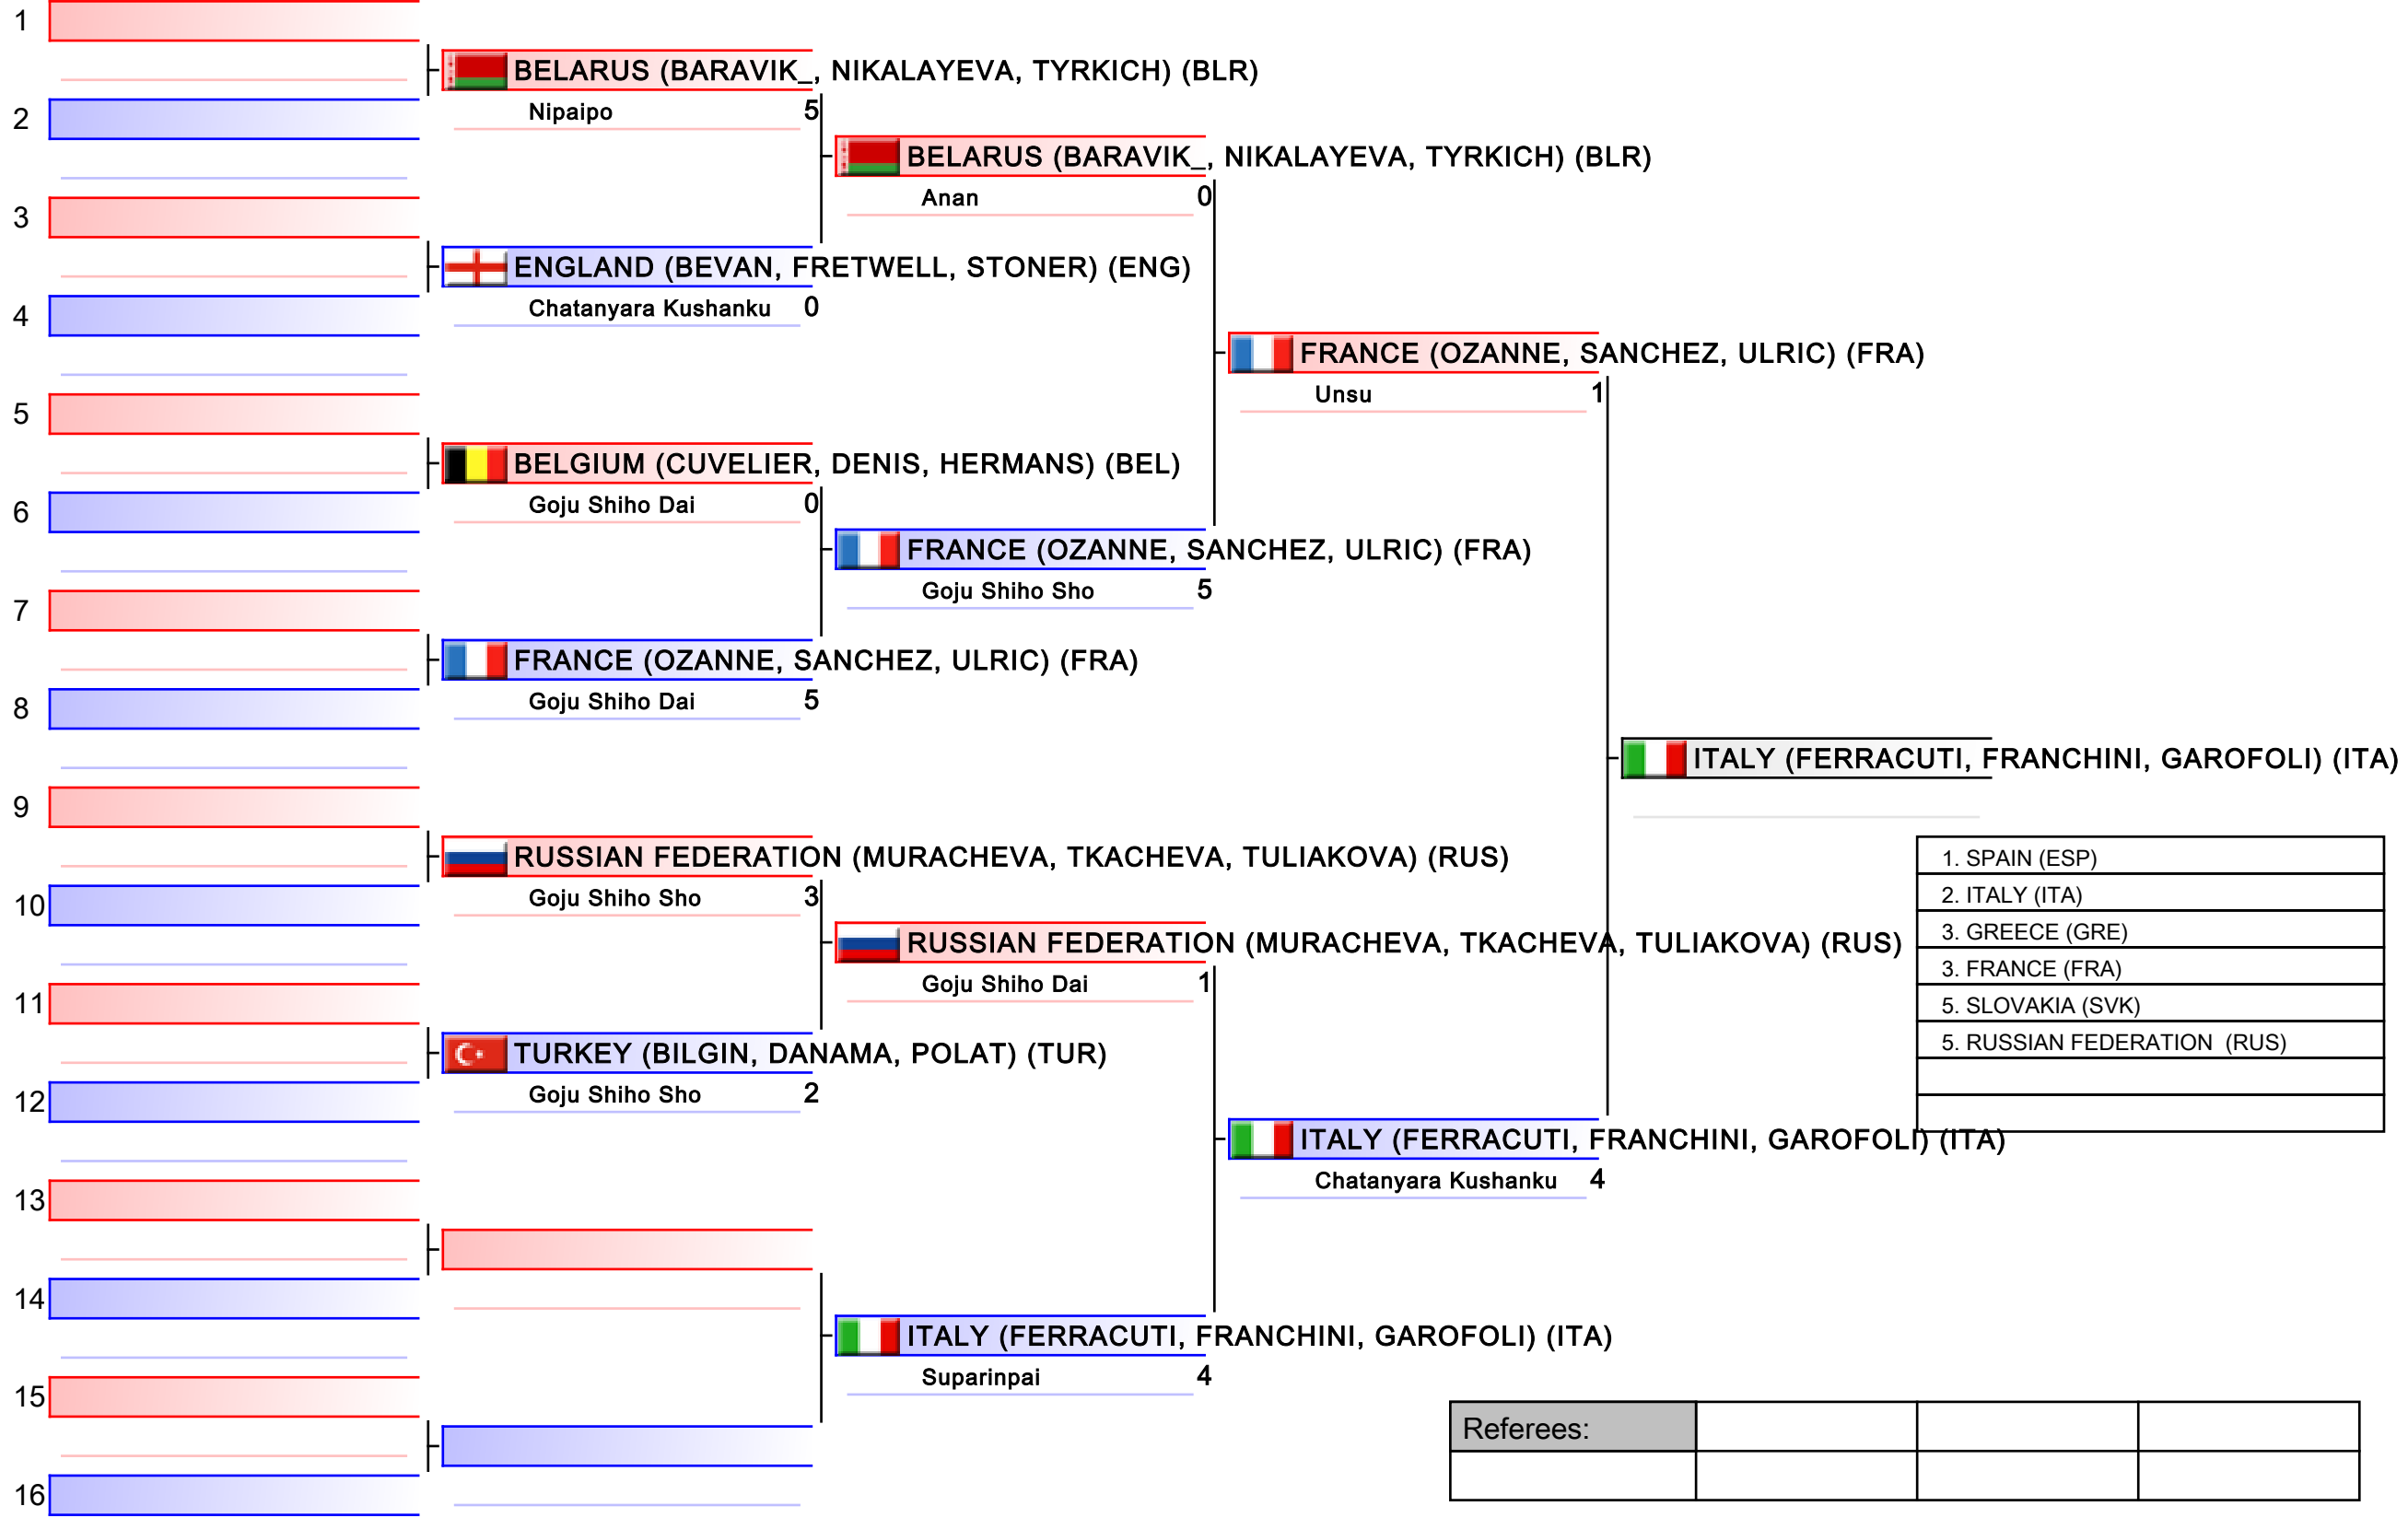 1
BELARUS (BARAVIK_, NIKALAYEVA, TYRKICH) (BLR)
Nipaipo 5
2
BELARUS (BARAVIK_, NIKALAYEVA, TYRKICH) (BLR)
Anan 0
3
ENGLAND (BEVAN, FRETWELL, STONER) (ENG)
Chatanyara Kushanku 0
4
FRANCE (OZANNE, SANCHEZ, ULRIC) (FRA)
Unsu 1
5
BELGIUM (CUVELIER, DENIS, HERMANS) (BEL)
Goju Shiho Dai 0
6
FRANCE (OZANNE, SANCHEZ, ULRIC) (FRA)
Goju Shiho Sho 5
7
FRANCE (OZANNE, SANCHEZ, ULRIC) (FRA)
Goju Shiho Dai 5
8
ITALY (FERRACUTI, FRANCHINI, GAROFOLI) (ITA)
9
RUSSIAN FEDERATION (MURACHEVA, TKACHEVA, TULIAKOVA) (RUS)
Goju Shiho Sho 3
10
RUSSIAN FEDERATION (MURACHEVA, TKACHEVA, TULIAKOVA) (RUS)
Goju Shiho Dai 1
11
TURKEY (BILGIN, DANAMA, POLAT) (TUR)
Goju Shiho Sho 2
12
1. SPAIN (ESP)
2. ITALY (ITA)
3. GREECE (GRE)
3. FRANCE (FRA)
5. SLOVAKIA (SVK)
5. RUSSIAN FEDERATION (RUS)
ITALY (FERRACUTI, FRANCHINI, GAROFOLI) (ITA)
Chatanyara Kushanku 4
13
14
ITALY (FERRACUTI, FRANCHINI, GAROFOLI) (ITA)
Suparinpai 4
15
Referees:
16